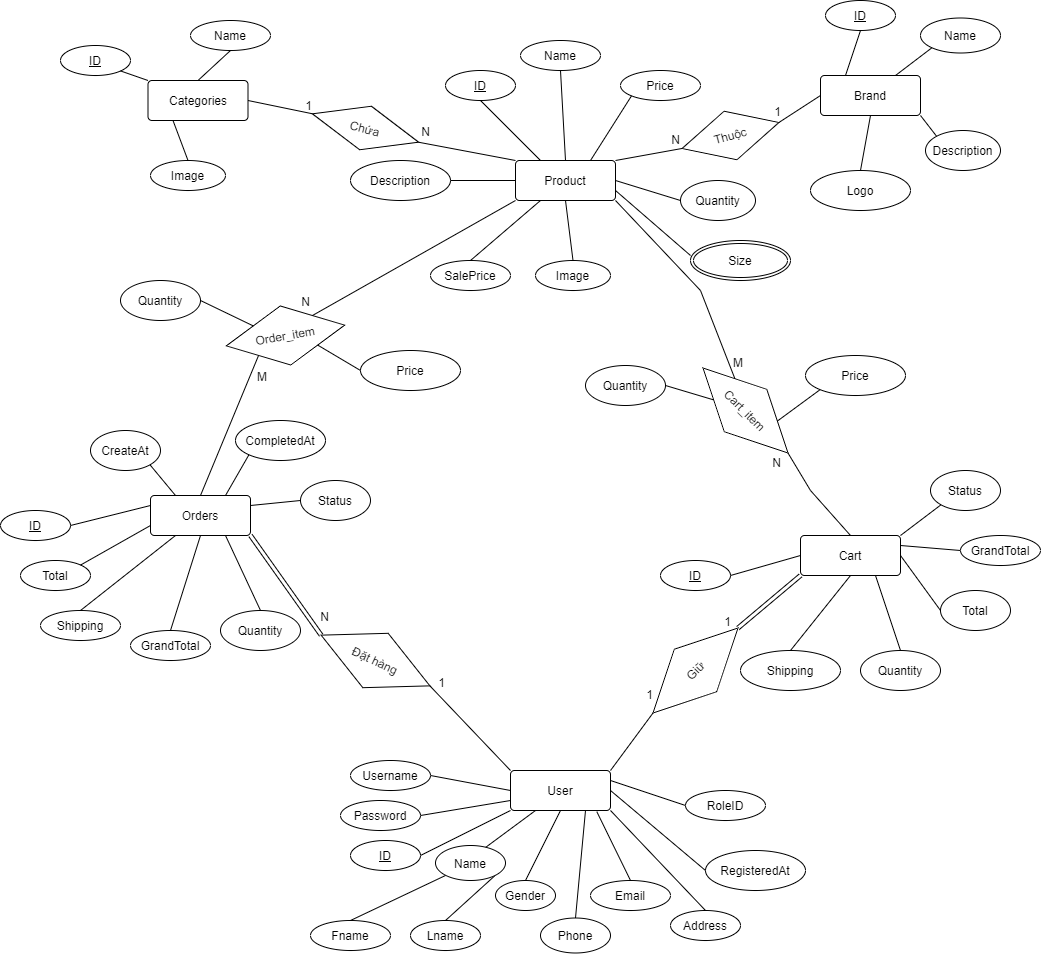 ID
Name
Categories
Image
1
Chứa
N
ID
Name
Price
Description
Product
Quantity
SalePrice
Image
Size
N
Thuộc
1
ID
Name
Brand
Description
Logo
N
Quantity
Order_item
Price
M
M
Quantity
Cart_item
Price
N
CreateAt
CompletedAt
Status
ID
Orders
Total
Shipping
GrandTotal
Quantity
N
Đặt hàng
1
Status
GrandTotal
Cart
ID
Total
Shipping
Quantity
1
Giữ
1
Username
Password
ID
User
Name
Fname
Lname
Gender
Phone
Email
Address
RegisteredAt
RoleID